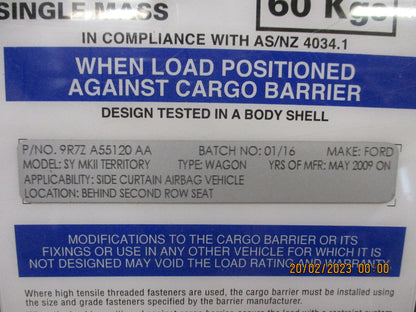 SINGLE MASS
60 Kgs
IN COMPLIANCE WITH AS/NZ 4034.1
WHEN LOAD POSITIONED
AGAINST CARGO BARRIER
DESIGN TESTED IN A BODY SHELL
P/NO. 9R7Z A55120 AA BATCH NO: 01/16 MAKE: FORD
MODEL: SY MKII TERRITORY TYPE: WAGON YRS OF MFR: MAY 2009 ON
APPLICABILITY: SIDE CURTAIN AIRBAG VEHICLE
LOCATION: BEHIND SECOND ROW SEAT
MODIFICATIONS TO THE CARGO BARRIER OR ITS
FIXINGS OR USE IN ANY OTHER VEHICLE FOR WHICH IT IS
NOT DESIGNED MAY VOID THE LOAD RATING AND WARRANTY
20/02/2023 00:00
Where high tensile threaded fasteners are used, the cargo barrier must be installed using
the size and grade fasteners specified by the barrier manufacturer.